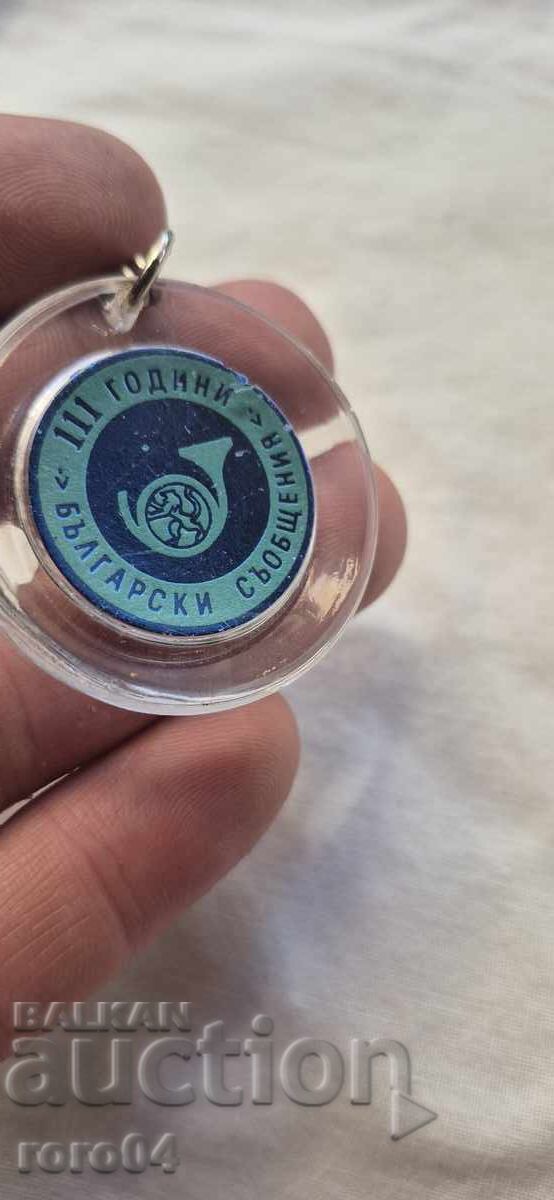 111 ГОДИНИ
БЪЛГАРСКИ СЪОБЩЕНИЯ
BALKAN
auction
roro04